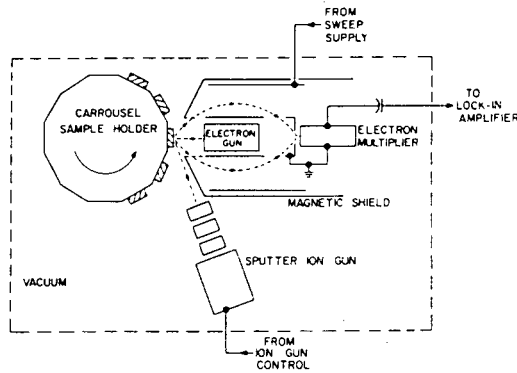 FROM
SWEEP
SUPPLY
CARROUSEL
SAMPLE HOLDER
ELECTRON
GUN
TO
LOCK-IN
AMPLIFIER
ELECTRON
MULTIPLIER
MAGNETIC SHIELD
SPUTTER ION GUN
VACUUM
FROM
ION GUN
CONTROL